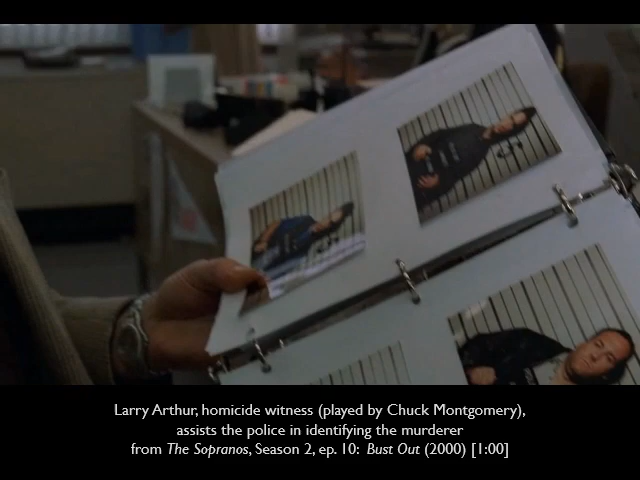 Larry Arthur, homicide witness (played by Chuck Montgomery),
assists the police in identifying the murderer
from The Sopranos, Season 2, ep. 10: Bust Out (2000) [1:00]